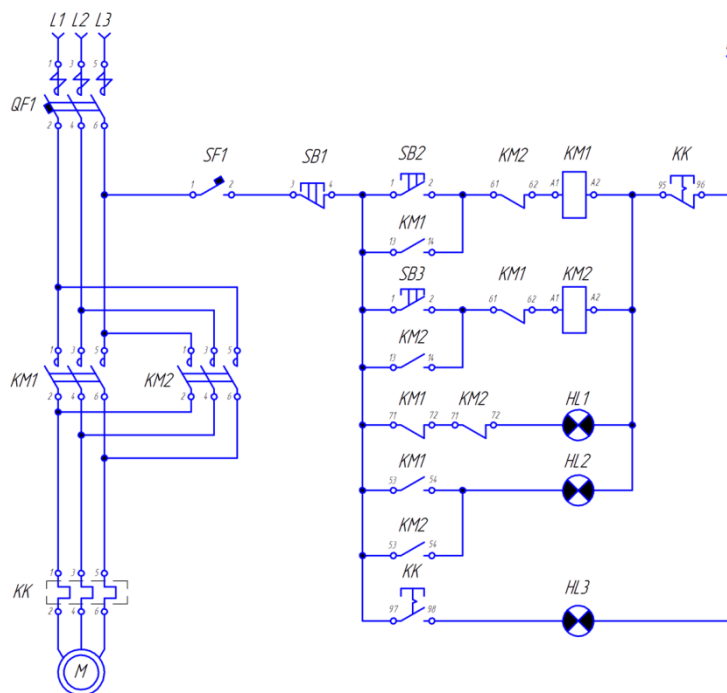 L1 L2 L3
1 3 5
QF1
2 4 6
SF1 SB1 SB2 KM2 KM1 KK
1 2 3 4 1 2 61 62 A1 A2 95 96
KM1
13 14
SB3 KM1 KM2
1 2 61 62 A1 A2
KM2
13 14
1 3 5 1 3 5
KM1 KM2
2 4 6 2 4 6
KM1 KM2 HL1
71 72 71 72
KM1 HL2
53 54
KM2
53 54
KK HL3
97 98
1 3 5
KK
2 4 6
M